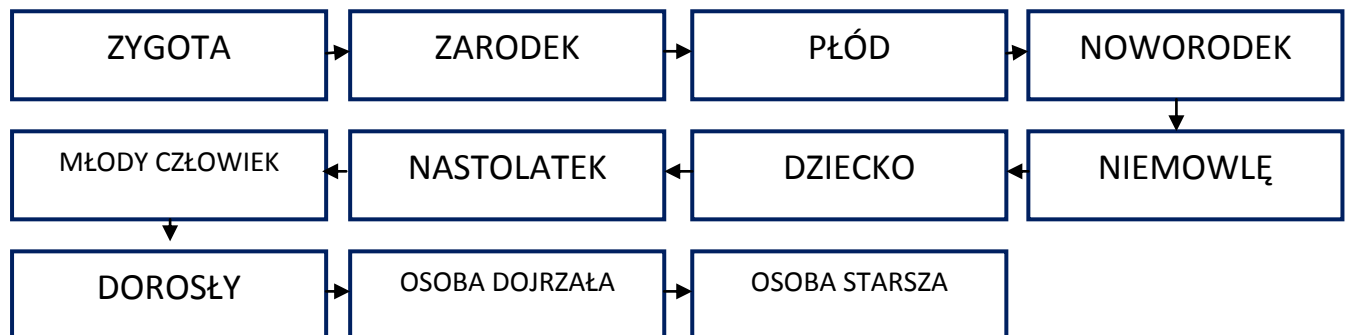 ZYGOTA
ZARODEK
PŁÓD
NOWORODEK
NIEMOWLĘ
DZIECKO
NASTOLATEK
MŁODY CZŁOWIEK
DOROSŁY
OSOBA DOJRZAŁA
OSOBA STARSZA